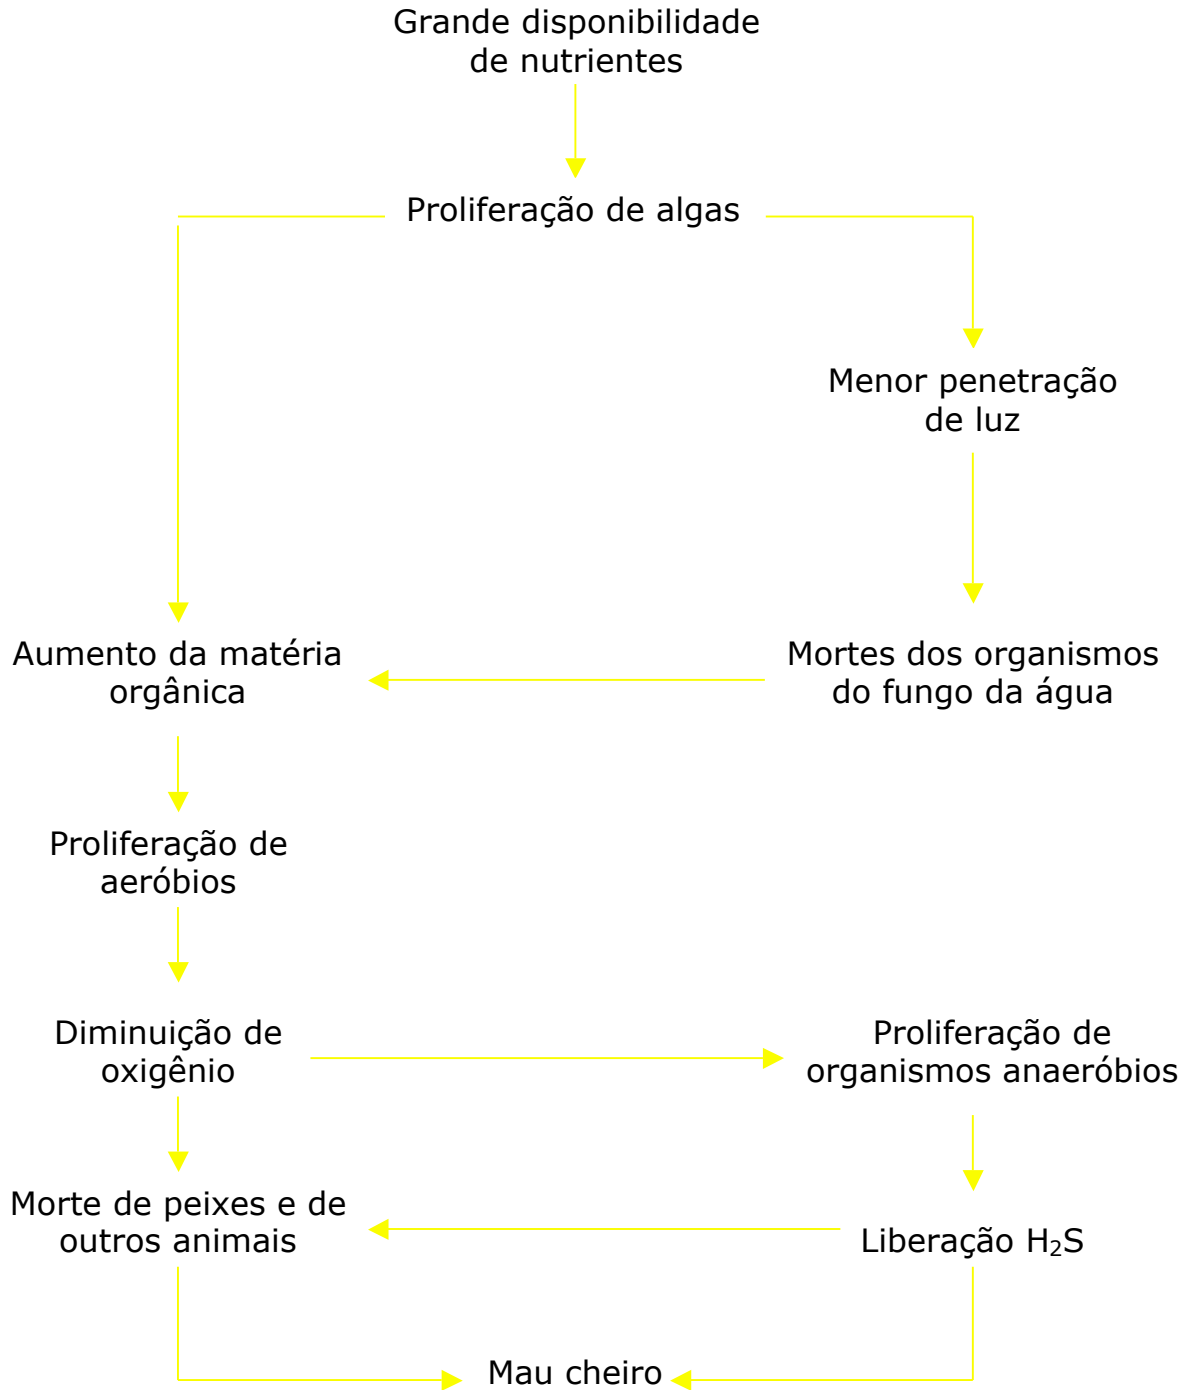 Grande disponibilidade
de nutrientes
Proliferação de algas
Menor penetração
de luz
Aumento da matéria
orgânica
Mortes dos organismos
do fungo da água
Proliferação de
aeróbios
Diminuição de
oxigênio
Proliferação de
organismos anaeróbios
Morte de peixes e de
outros animais
Liberação H₂S
Mau cheiro